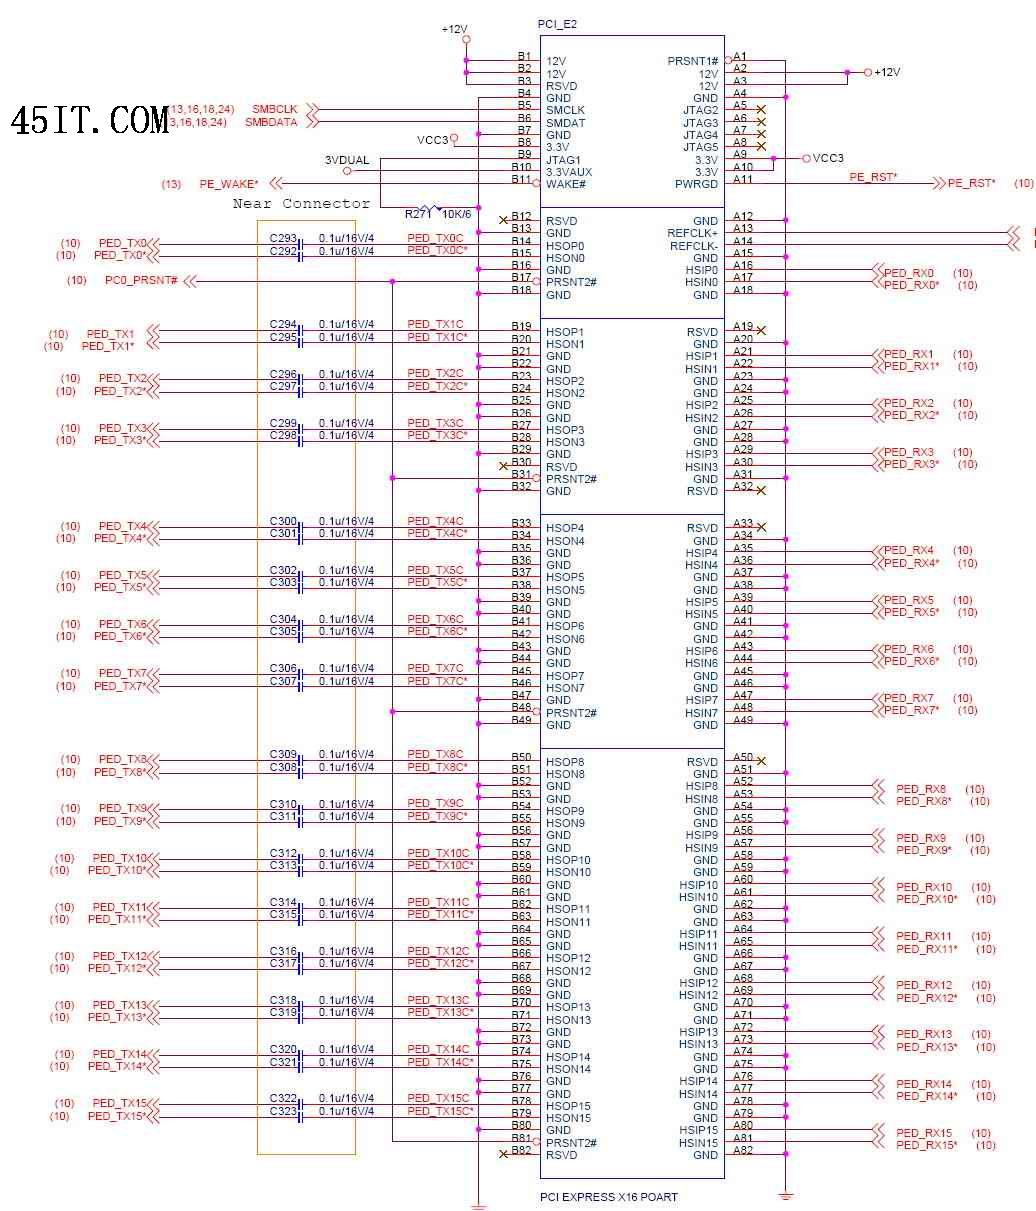 PCI_E2
+12V
B1 12V PRSNT1# A1
B2 12V 12V A2 +12V
B3 RSVD 12V A3
B4 GND GND A4
45IT.COM
13,16,18,24) SMBCLK B5 SMCLK JTAG2 A5
3,16,18,24) SMBDATA B6 SMDAT JTAG3 A6
B7 GND JTAG4 A7
VCC3 B8 3.3V JTAG5 A8
B9 JTAG1 3.3V A9 VCC3
3VDUAL B10 3.3VAUX 3.3V A10
(13) PE_WAKE* B11 WAKE# PWRGD A11 PE_RST* PE_RST* (10)
Near Connector
R271 10K/6
B12 RSVD GND A12
B13 GND REFCLK+ A13
(10) PED_TX0 C293 0.1u/16V/4 PED_TX0C B14 HSOP0 REFCLK- A14
(10) PED_TX0* C292 0.1u/16V/4 PED_TX0C* B15 HSON0 GND A15
B16 GND HSIP0 A16 PED_RX0 (10)
(10) PC0_PRSNT# B17 PRSNT2# HSIN0 A17 PED_RX0* (10)
B18 GND GND A18
(10) PED_TX1 C294 0.1u/16V/4 PED_TX1C B19 HSOP1 RSVD A19
(10) PED_TX1* C295 0.1u/16V/4 PED_TX1C* B20 HSON1 GND A20
B21 GND HSIP1 A21 PED_RX1 (10)
B22 GND HSIN1 A22 PED_RX1* (10)
(10) PED_TX2 C296 0.1u/16V/4 PED_TX2C B23 HSOP2 GND A23
(10) PED_TX2* C297 0.1u/16V/4 PED_TX2C* B24 HSON2 GND A24
B25 GND HSIP2 A25 PED_RX2 (10)
B26 GND HSIN2 A26 PED_RX2* (10)
(10) PED_TX3 C299 0.1u/16V/4 PED_TX3C B27 HSOP3 GND A27
(10) PED_TX3* C298 0.1u/16V/4 PED_TX3C* B28 HSON3 GND A28
B29 GND HSIP3 A29 PED_RX3 (10)
B30 RSVD HSIN3 A30 PED_RX3* (10)
B31 PRSNT2# GND A31
B32 GND RSVD A32
(10) PED_TX4 C300 0.1u/16V/4 PED_TX4C B33 HSOP4 RSVD A33
(10) PED_TX4* C301 0.1u/16V/4 PED_TX4C* B34 HSON4 GND A34
B35 GND HSIP4 A35 PED_RX4 (10)
B36 GND HSIN4 A36 PED_RX4* (10)
(10) PED_TX5 C302 0.1u/16V/4 PED_TX5C B37 HSOP5 GND A37
(10) PED_TX5* C303 0.1u/16V/4 PED_TX5C* B38 HSON5 GND A38
B39 GND HSIP5 A39 PED_RX5 (10)
B40 GND HSIN5 A40 PED_RX5* (10)
(10) PED_TX6 C304 0.1u/16V/4 PED_TX6C B41 HSOP6 GND A41
(10) PED_TX6* C305 0.1u/16V/4 PED_TX6C* B42 HSON6 GND A42
B43 GND HSIP6 A43 PED_RX6 (10)
B44 GND HSIN6 A44 PED_RX6* (10)
(10) PED_TX7 C306 0.1u/16V/4 PED_TX7C B45 HSOP7 GND A45
(10) PED_TX7* C307 0.1u/16V/4 PED_TX7C* B46 HSON7 GND A46
B47 GND HSIP7 A47 PED_RX7 (10)
B48 PRSNT2# HSIN7 A48 PED_RX7* (10)
B49 GND GND A49
(10) PED_TX8 C309 0.1u/16V/4 PED_TX8C B50 HSOP8 RSVD A50
(10) PED_TX8* C308 0.1u/16V/4 PED_TX8C* B51 HSON8 GND A51
B52 GND HSIP8 A52 PED_RX8 (10)
B53 GND HSIN8 A53 PED_RX8* (10)
(10) PED_TX9 C310 0.1u/16V/4 PED_TX9C B54 HSOP9 GND A54
(10) PED_TX9* C311 0.1u/16V/4 PED_TX9C* B55 HSON9 GND A55
B56 GND HSIP9 A56 PED_RX9 (10)
B57 GND HSIN9 A57 PED_RX9* (10)
(10) PED_TX10 C312 0.1u/16V/4 PED_TX10C B58 HSOP10 GND A58
(10) PED_TX10* C313 0.1u/16V/4 PED_TX10C* B59 HSON10 GND A59
B60 GND HSIP10 A60 PED_RX10 (10)
B61 GND HSIN10 A61 PED_RX10* (10)
(10) PED_TX11 C314 0.1u/16V/4 PED_TX11C B62 HSOP11 GND A62
(10) PED_TX11* C315 0.1u/16V/4 PED_TX11C* B63 HSON11 GND A63
B64 GND HSIP11 A64 PED_RX11 (10)
B65 GND HSIN11 A65 PED_RX11* (10)
(10) PED_TX12 C316 0.1u/16V/4 PED_TX12C B66 HSOP12 GND A66
(10) PED_TX12* C317 0.1u/16V/4 PED_TX12C* B67 HSON12 GND A67
B68 GND HSIP12 A68 PED_RX12 (10)
B69 GND HSIN12 A69 PED_RX12* (10)
(10) PED_TX13 C318 0.1u/16V/4 PED_TX13C B70 HSOP13 GND A70
(10) PED_TX13* C319 0.1u/16V/4 PED_TX13C* B71 HSON13 GND A71
B72 GND HSIP13 A72 PED_RX13 (10)
B73 GND HSIN13 A73 PED_RX13* (10)
(10) PED_TX14 C320 0.1u/16V/4 PED_TX14C B74 HSOP14 GND A74
(10) PED_TX14* C321 0.1u/16V/4 PED_TX14C* B75 HSON14 GND A75
B76 GND HSIP14 A76 PED_RX14 (10)
B77 GND HSIN14 A77 PED_RX14* (10)
(10) PED_TX15 C322 0.1u/16V/4 PED_TX15C B78 HSOP15 GND A78
(10) PED_TX15* C323 0.1u/16V/4 PED_TX15C* B79 HSON15 GND A79
B80 GND HSIP15 A80 PED_RX15 (10)
B81 PRSNT2# HSIN15 A81 PED_RX15* (10)
B82 RSVD GND A82
PCI EXPRESS X16 POART